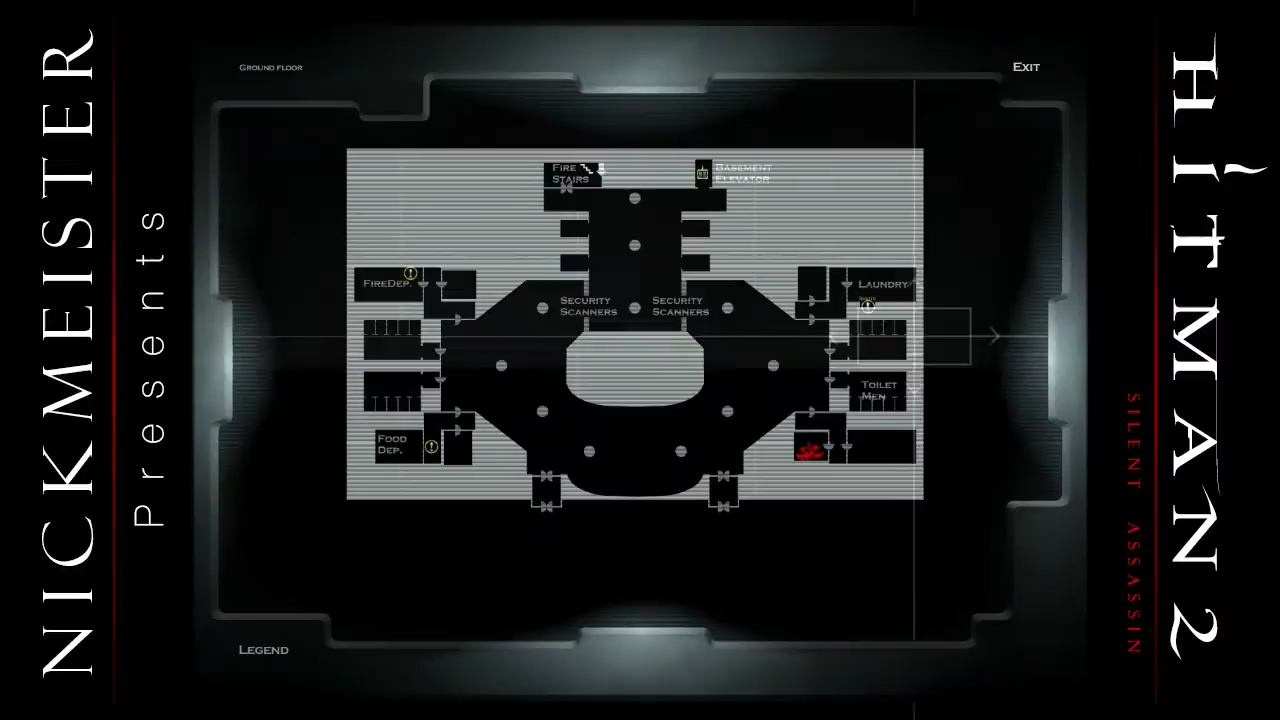 NICKMEISTER
Presents
GROUND FLOOR
EXIT
FIRE
STAIRS
BASEMENT
ELEVATOR
FIREDEP.
LAUNDRY
SECURITY
SCANNERS
SECURITY
SCANNERS
TOILET
MEN
FOOD
DEP.
LEGEND
SILENT ASSASSIN
HITMAN 2